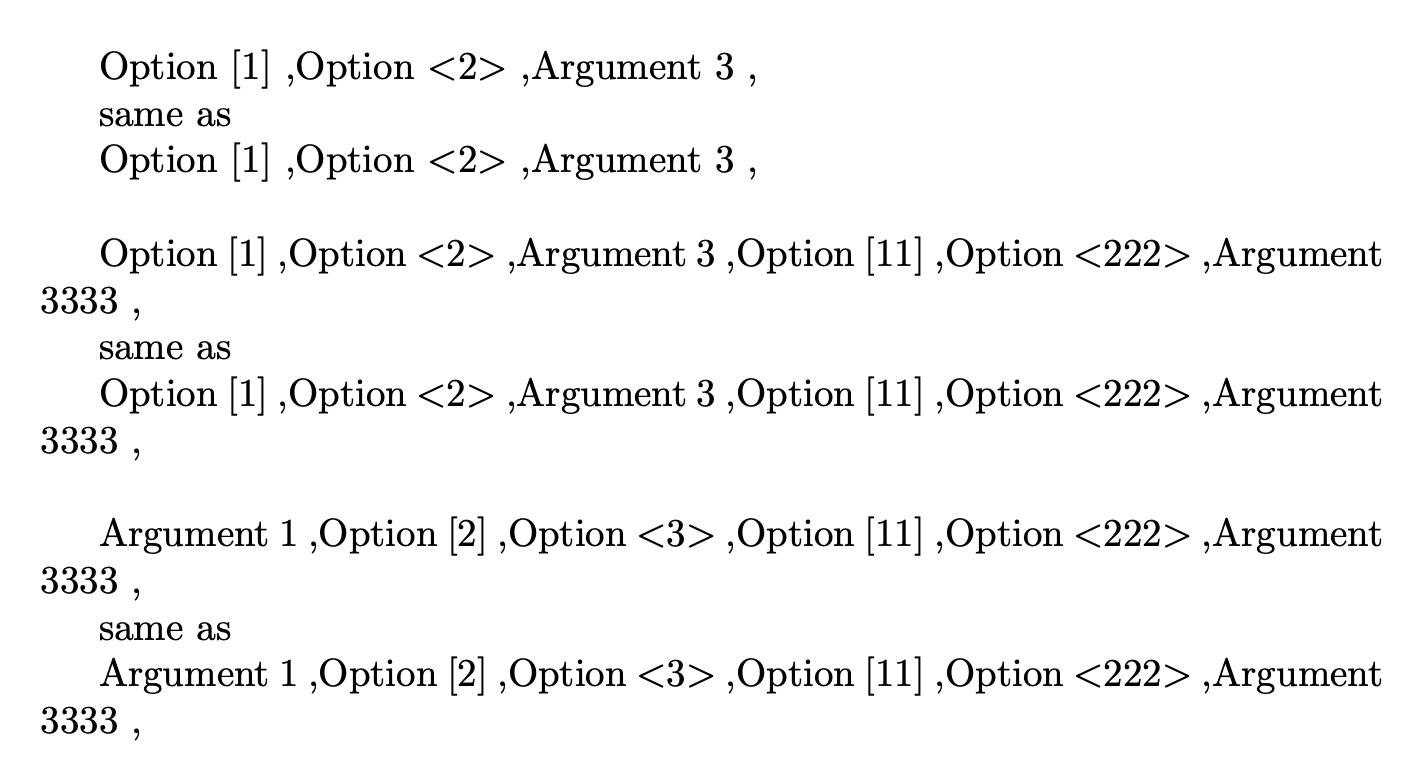 Option [1] ,Option <2> ,Argument 3 ,
same as
Option [1] ,Option <2> ,Argument 3 ,
Option [1] ,Option <2> ,Argument 3 ,Option [11] ,Option <222> ,Argument
3333 ,
same as
Option [1] ,Option <2> ,Argument 3 ,Option [11] ,Option <222> ,Argument
3333 ,
Argument 1 ,Option [2] ,Option <3> ,Option [11] ,Option <222> ,Argument
3333 ,
same as
Argument 1 ,Option [2] ,Option <3> ,Option [11] ,Option <222> ,Argument
3333 ,